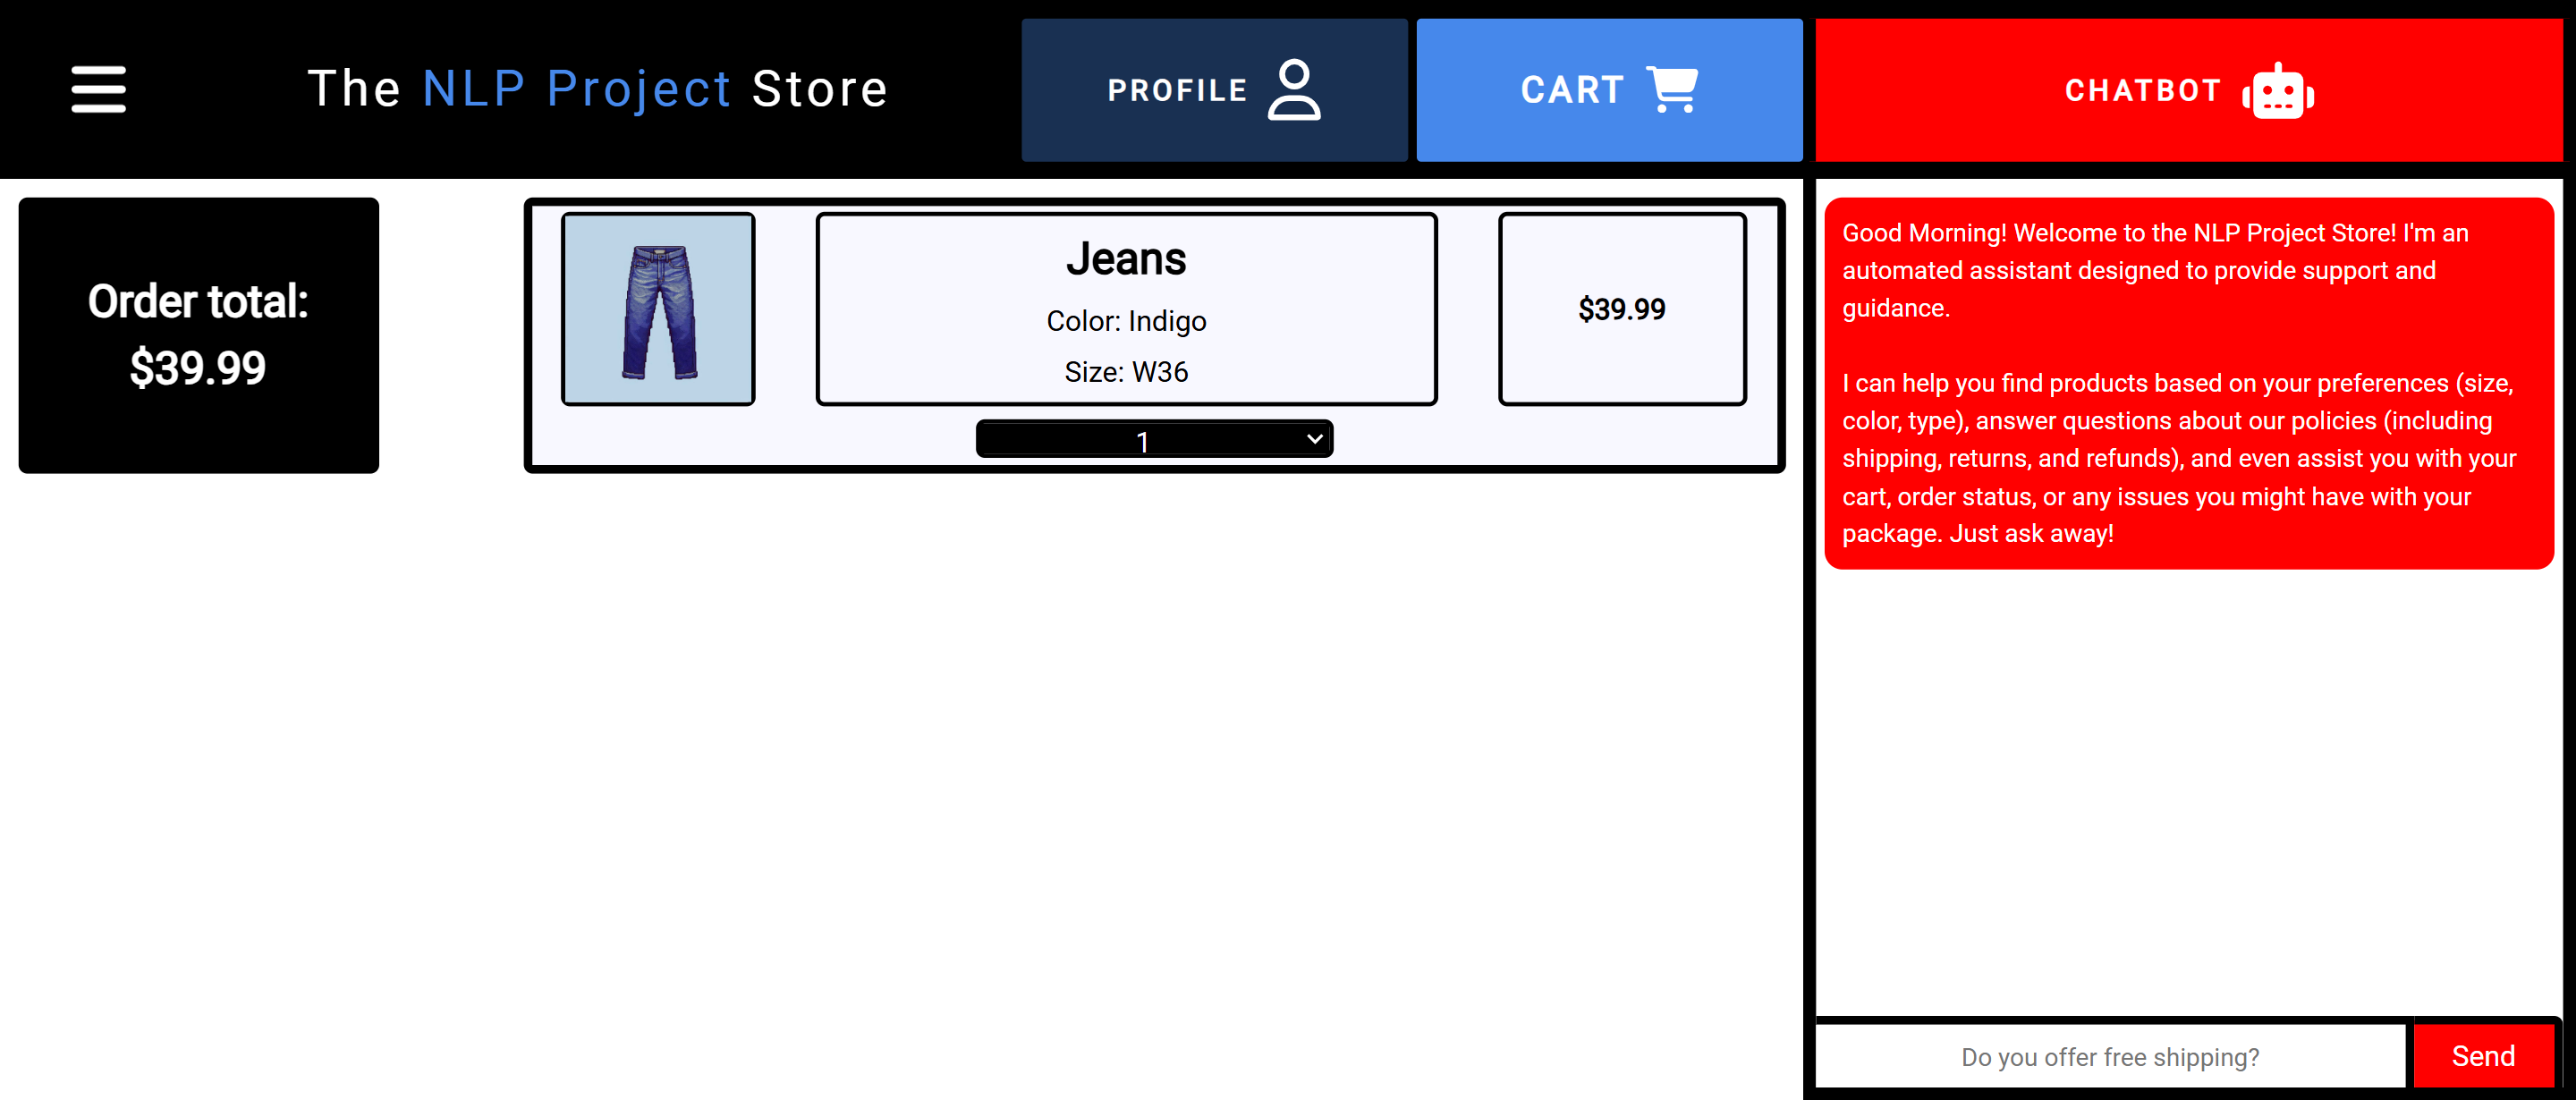 The NLP Project Store
PROFILE
CART
CHATBOT
Order total:
$39.99
Jeans
Color: Indigo
Size: W36
$39.99
1
Good Morning! Welcome to the NLP Project Store! I'm an
automated assistant designed to provide support and
guidance.
I can help you find products based on your preferences (size,
color, type), answer questions about our policies (including
shipping, returns, and refunds), and even assist you with your
cart, order status, or any issues you might have with your
package. Just ask away!
Do you offer free shipping?
Send